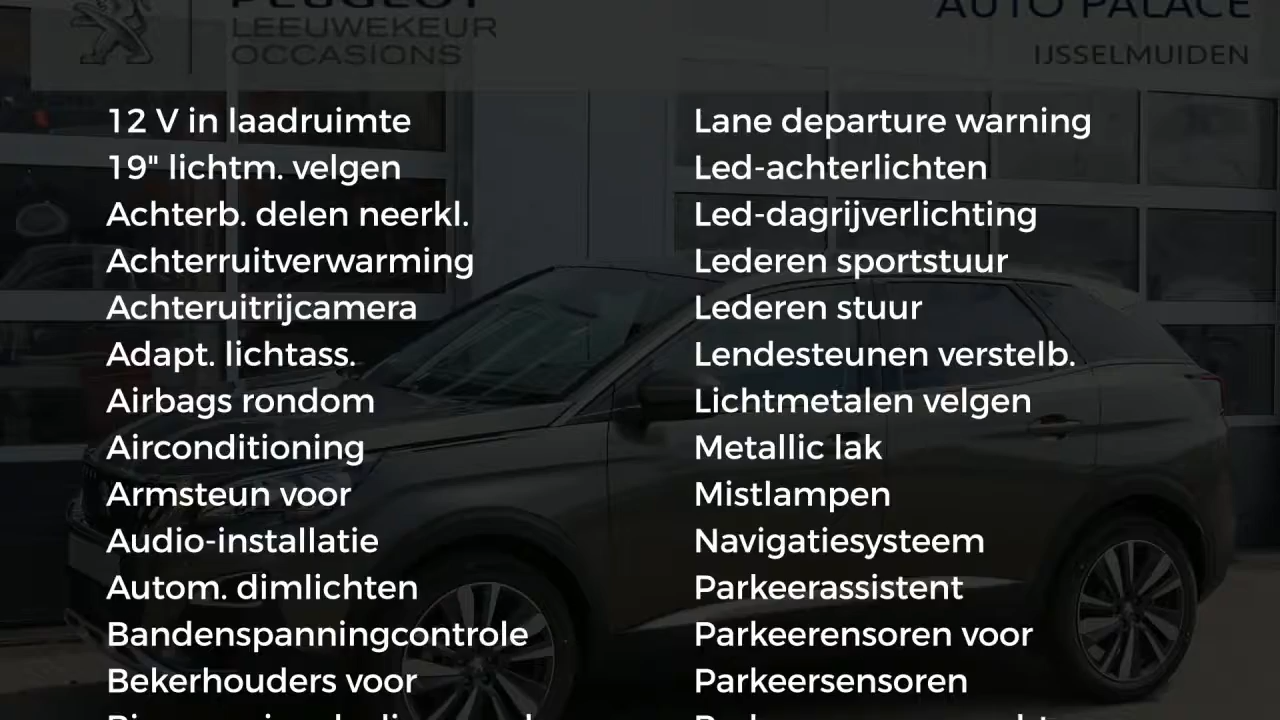 PEUGEOT
LEEUWEKEUR
OCCASIONS
AUTO PALACE
IJSSELMUIDEN
12 V in laadruimte
19" lichtm. velgen
Achterb. delen neerkl.
Achterruitverwarming
Achteruitrijcamera
Adapt. lichtass.
Airbags rondom
Airconditioning
Armsteun voor
Audio-installatie
Autom. dimlichten
Bandenspanningcontrole
Bekerhouders voor
Lane departure warning
Led-achterlichten
Led-dagrijverlichting
Lederen sportstuur
Lederen stuur
Lendesteunen verstelb.
Lichtmetalen velgen
Metallic lak
Mistlampen
Navigatiesysteem
Parkeerassistent
Parkeerensoren voor
Parkeersensoren